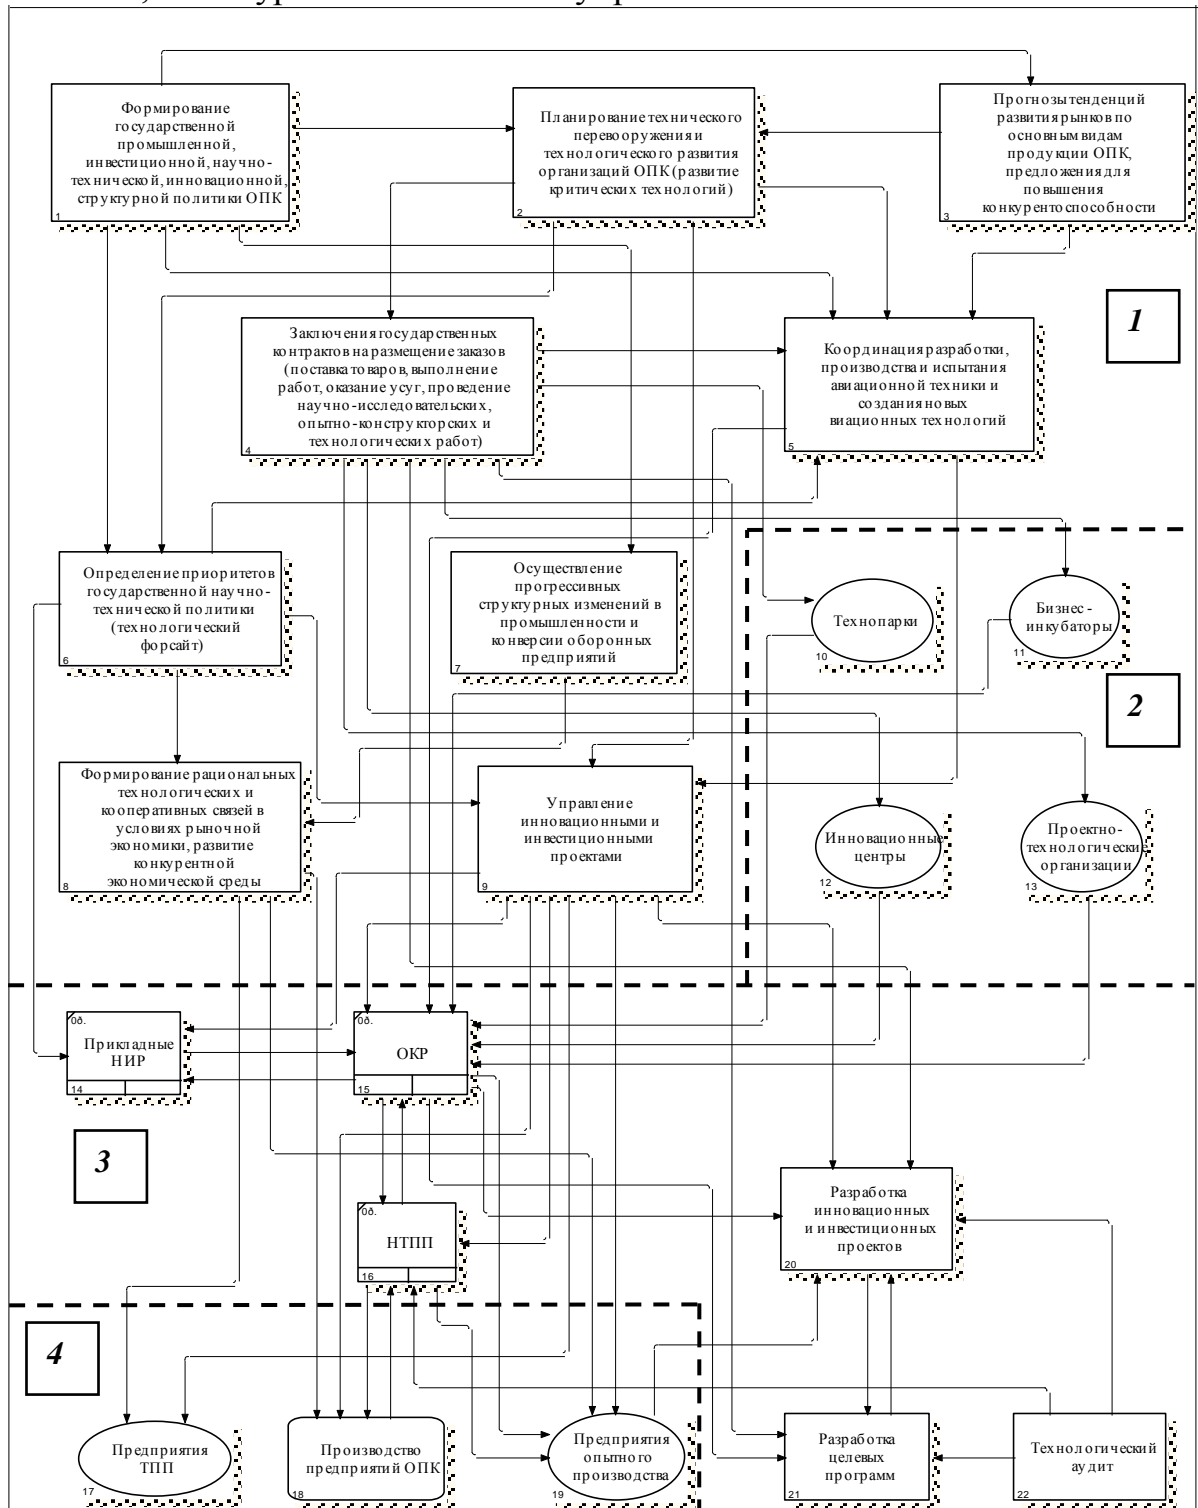 Формирование
государственной
промышленной,
инвестиционной, научно-
технической, инновационной,
структурной политики ОПК
1
Планирование технического
перевооружения и
технологического развития
организаций ОПК (развитие
критических технологий)
2
Прогнозы тенденций
развития рынков по
основным видам
продукции ОПК,
предложения для
повышения
конкурентоспособности
3
1
Заключения государственных
контрактов на размещение заказов
(поставка товаров, выполнение
работ, оказание усуг, проведение
научно-исследовательских,
опытно-конструкторских и
технологических работ)
4
Координация разработки,
производства и испытания
авиационной техники и
создания новых
виационных технологий
5
Определение приоритетов
государственной научно-
технической политики
(технологический
форсайт)
6
Осуществление
прогрессивных
структурных изменений в
промышленности и
конверсии оборонных
предприятий
7
Технопарки
10
Бизнес-
инкубаторы
11
2
Формирование рациональных
технологических и
кооперативных связей в
условиях рыночной
экономики, развитие
конкурентной
экономической среды
8
Управление
инновационными и
инвестиционными
проектами
9
Инновационные
центры
12
Проектно-
технологические
организации
13
0ð.
Прикладные
НИР
14
0ð.
ОКР
15
3
0ð.
НТПП
16
Разработка
инновационных
и инвестиционных
проектов
20
4
Предприятия
ТПП
17
Производство
предприятий ОПК
18
Предприятия
опытного
производства
19
Разработка
целевых
программ
21
Технологический
аудит
22